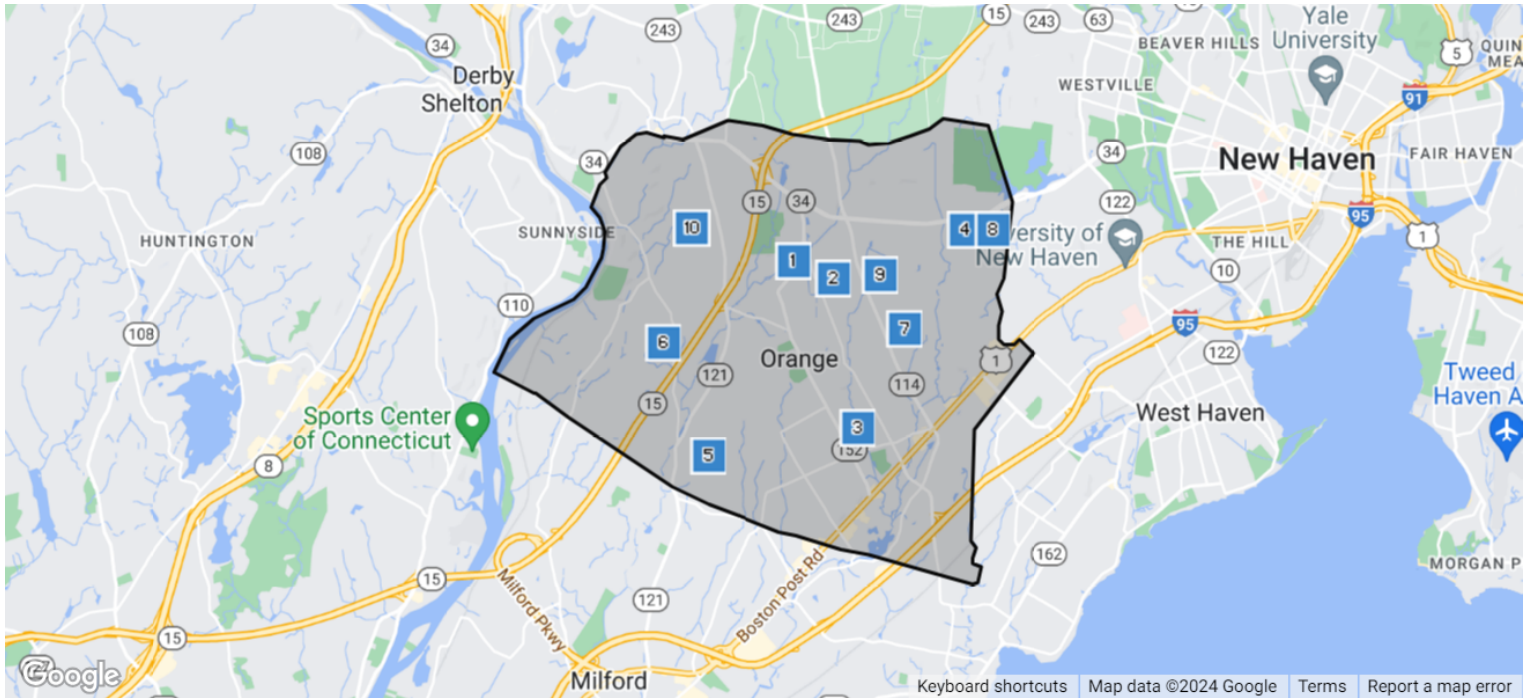 243
15
243
63
Yale
University
5
QUIN
MEA
BEAVER HILLS
34
Derby
Shelton
WESTVILLE
91
108
34
34
New Haven
FAIR HAVEN
15
34
122
95
1
HUNTINGTON
SUNNYSIDE
10
4
8
versity of
New Haven
THE HILL
1
2
9
10
110
108
6
7
95
122
Orange
121
114
1
Tweed
Haven A
Sports Center
of Connecticut
15
3
West Haven
152
5
8
162
MORGAN P
15
Milford Pkwy
121
Boston Post Rd
15
Milford
Google
Keyboard shortcuts
Map data ©2024 Google
Terms
Report a map error